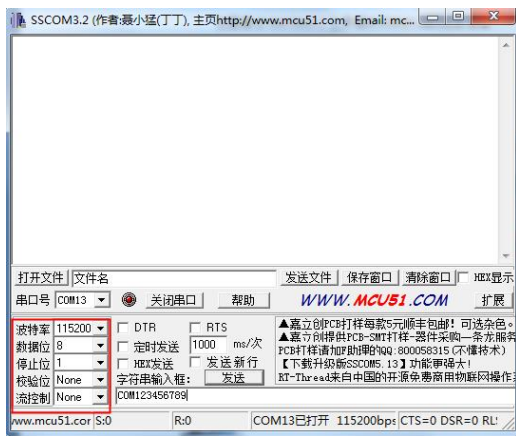 SSCOM3.2 (作者:聂小猛(丁丁), 主页http://www.mcu51.com, Email: mc...
打开文件 文件名 发送文件 保存窗口 清除窗口 HEX显示
串口号 COM13 关闭串口 帮助 WWW.MCU51.COM 扩展
波特率 115200 DTR RTS
数据位 8 定时发送 1000 ms/次
停止位 1 HEX发送 发送新行
校验位 None 字符串输入框: 发送
流控制 None COM123456789
▲嘉立创PCB打样每款5元顺丰包邮! 可选杂色。
▲嘉立创提供PCB-SMT打样-器件采购一条龙服务
PCB打样请加 800058315(不懂技术)
【下载升级版SSCOM5.13】功能更强大!
RT-Thread来自中国的开源免费商用物联网操作
www.mcu51.cor S:0 R:0 COM13已打开 115200bps CTS=0 DSR=0 RL